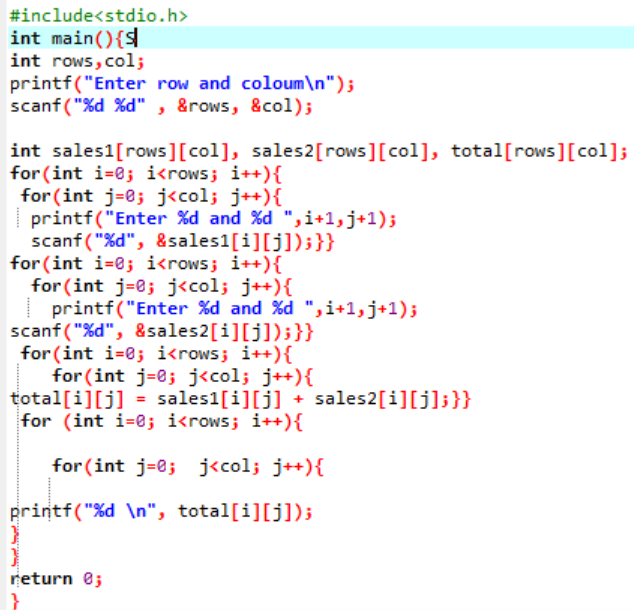 #include<stdio.h>
int main(){S
int rows,col;
printf("Enter row and coloum\n");
scanf("%d %d" , &rows, &col);
int sales1[rows][col], sales2[rows][col], total[rows][col];
for(int i=0; i<rows; i++){
for(int j=0; j<col; j++){
printf("Enter %d and %d ",i+1,j+1);
scanf("%d", &sales1[i][j]);}}
for(int i=0; i<rows; i++){
for(int j=0; j<col; j++){
printf("Enter %d and %d ",i+1,j+1);
scanf("%d", &sales2[i][j]);}}
for(int i=0; i<rows; i++){
for(int j=0; j<col; j++){
total[i][j] = sales1[i][j] + sales2[i][j];}}
for (int i=0; i<rows; i++){
for(int j=0;  j<col; j++){
printf("%d \n", total[i][j]);
}
}
return 0;
}